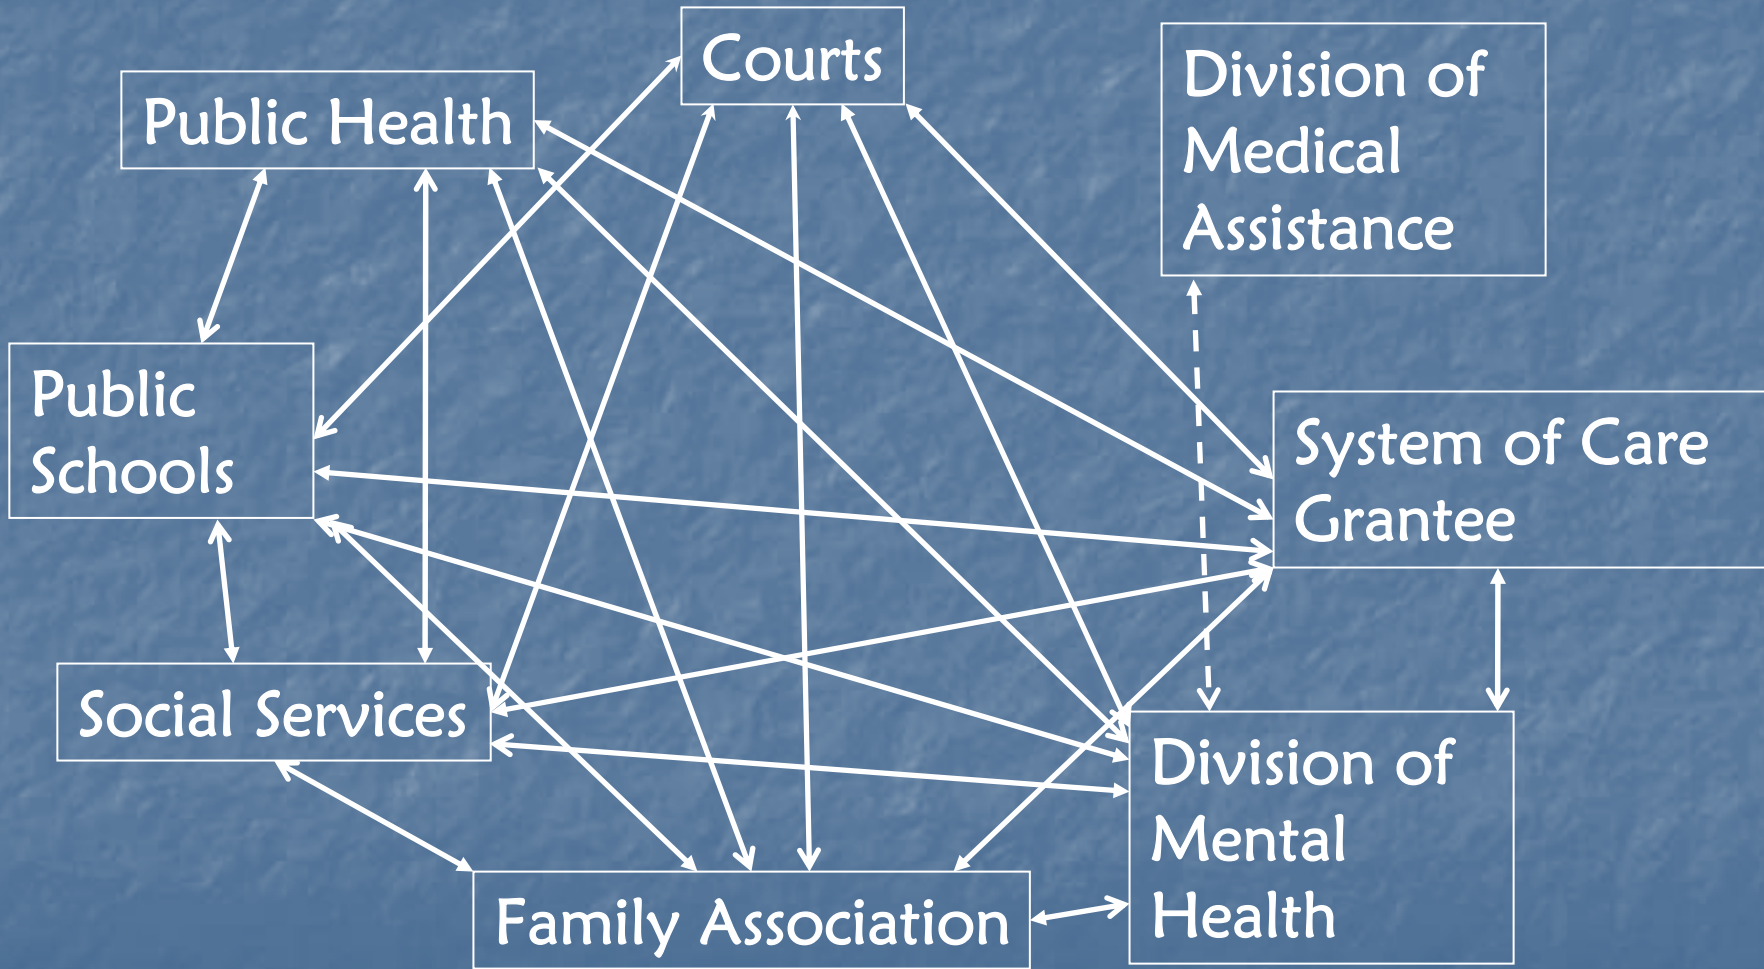 Courts
Division of
Medical
Assistance
Public Health
Public
Schools
System of Care
Grantee
Social Services
Division of
Mental
Health
Family Association